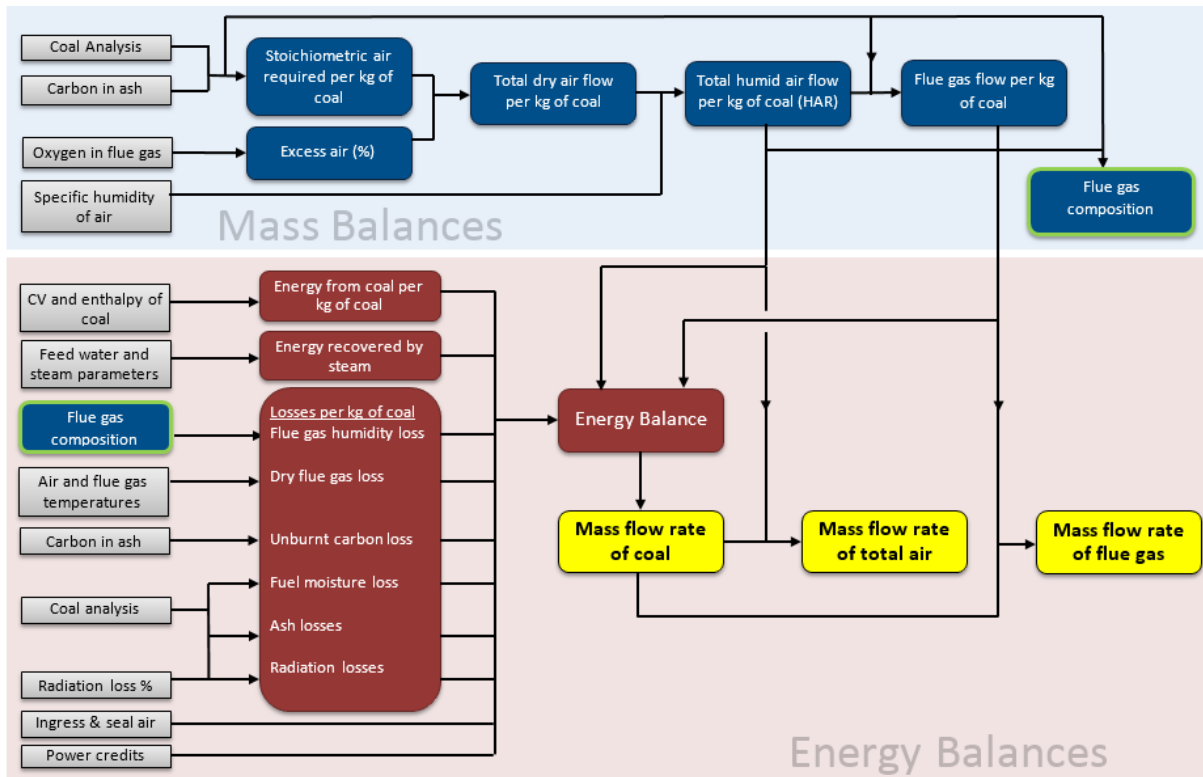 Coal Analysis
Carbon in ash
Oxygen in flue gas
Specific humidity
of air
Stoichiometric air
required per kg of
coal
Excess air (%)
Total dry air flow
per kg of coal
Total humid air flow
per kg of coal (HAR)
Flue gas flow per kg
of coal
Flue gas
composition
Mass Balances
CV and enthalpy of
coal
Feed water and
steam parameters
Flue gas
composition
Air and flue gas
temperatures
Carbon in ash
Coal analysis
Radiation loss %
Ingress & seal air
Power credits
Energy from coal per
kg of coal
Energy recovered by
steam
Losses per kg of coal
Flue gas humidity loss
Dry flue gas loss
Unburnt carbon loss
Fuel moisture loss
Ash losses
Radiation losses
Energy Balance
Mass flow rate
of coal
Mass flow rate
of total air
Mass flow rate
of flue gas
Energy Balances